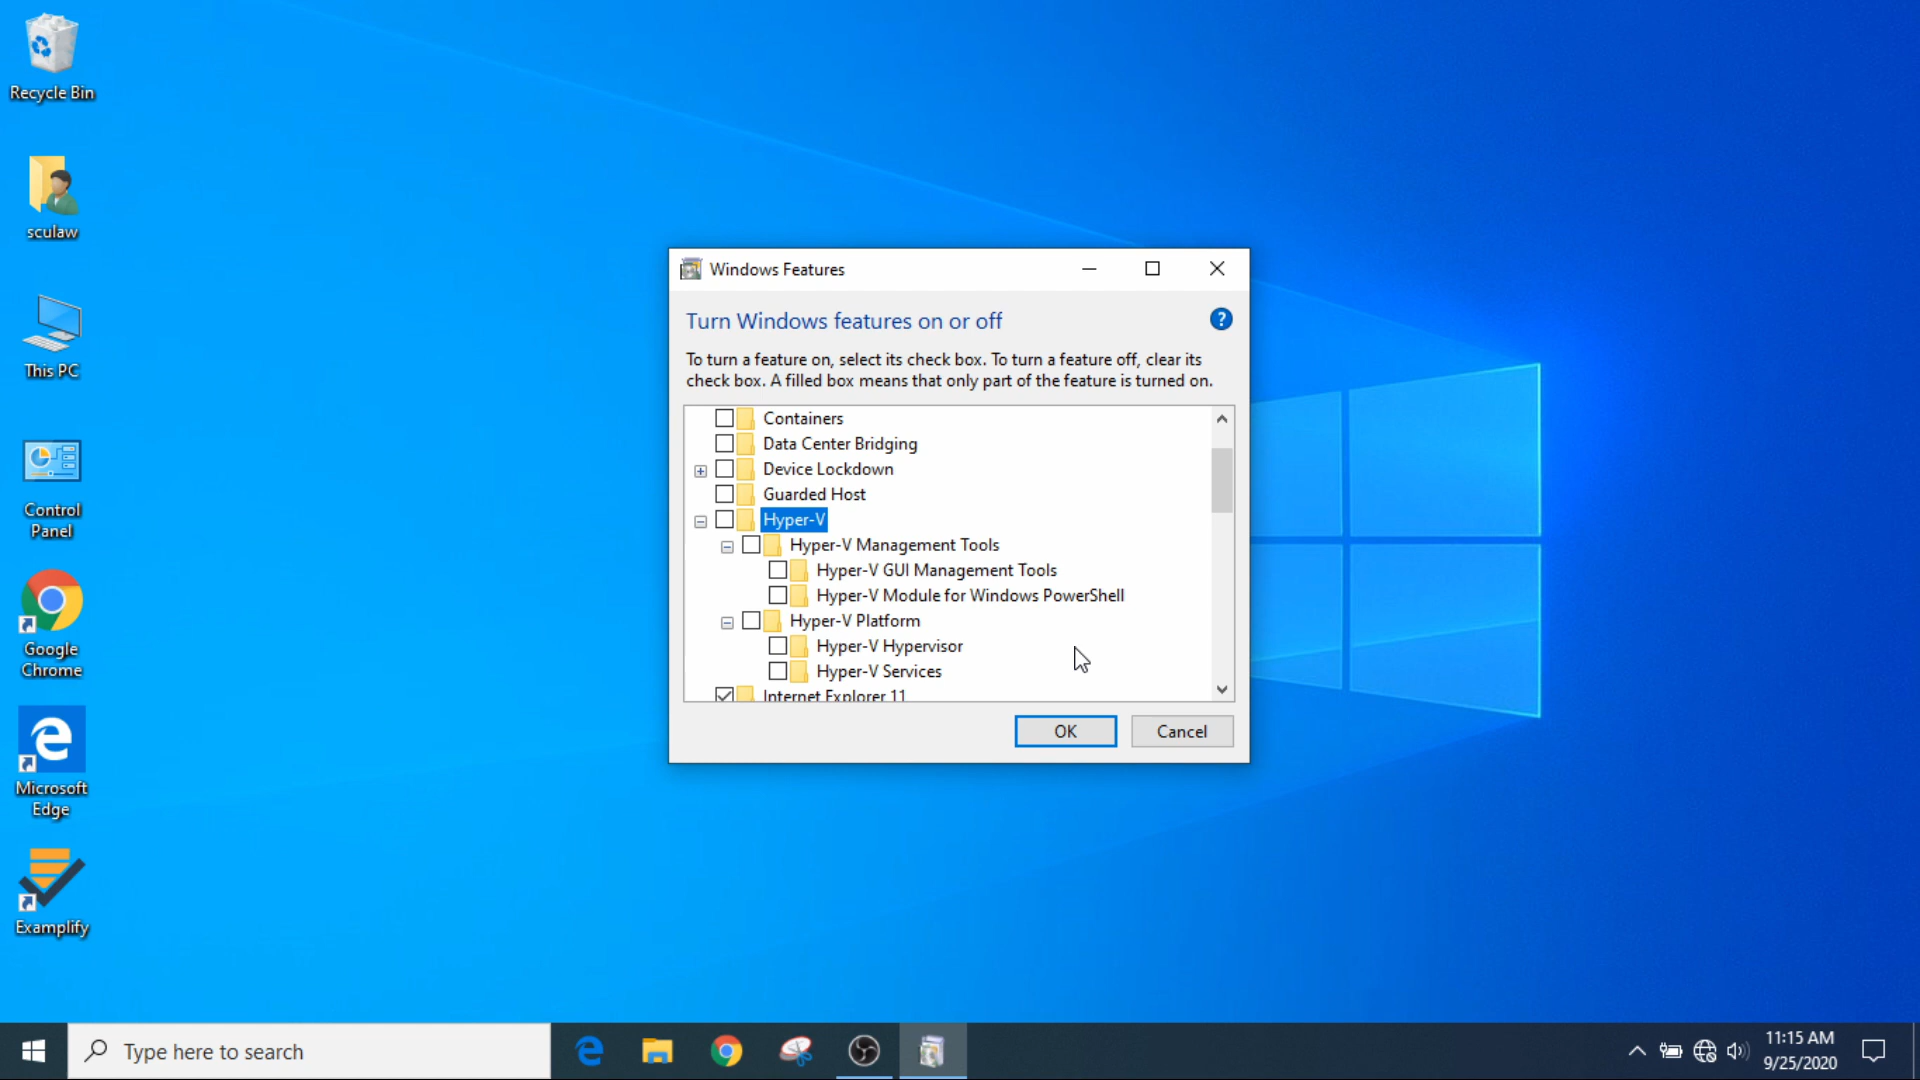 Recycle Bin
sculaw
This PC
Control
Panel
Google
Chrome
Microsoft
Edge
Examplify
Windows Features
Turn Windows features on or off
?
To turn a feature on, select its check box. To turn a feature off, clear its
check box. A filled box means that only part of the feature is turned on.
Containers
Data Center Bridging
Device Lockdown
Guarded Host
Hyper-V
Hyper-V Management Tools
Hyper-V GUI Management Tools
Hyper-V Module for Windows PowerShell
Hyper-V Platform
Hyper-V Hypervisor
Hyper-V Services
Internet Explorer 11
OK
Cancel
Type here to search
11:15 AM
9/25/2020